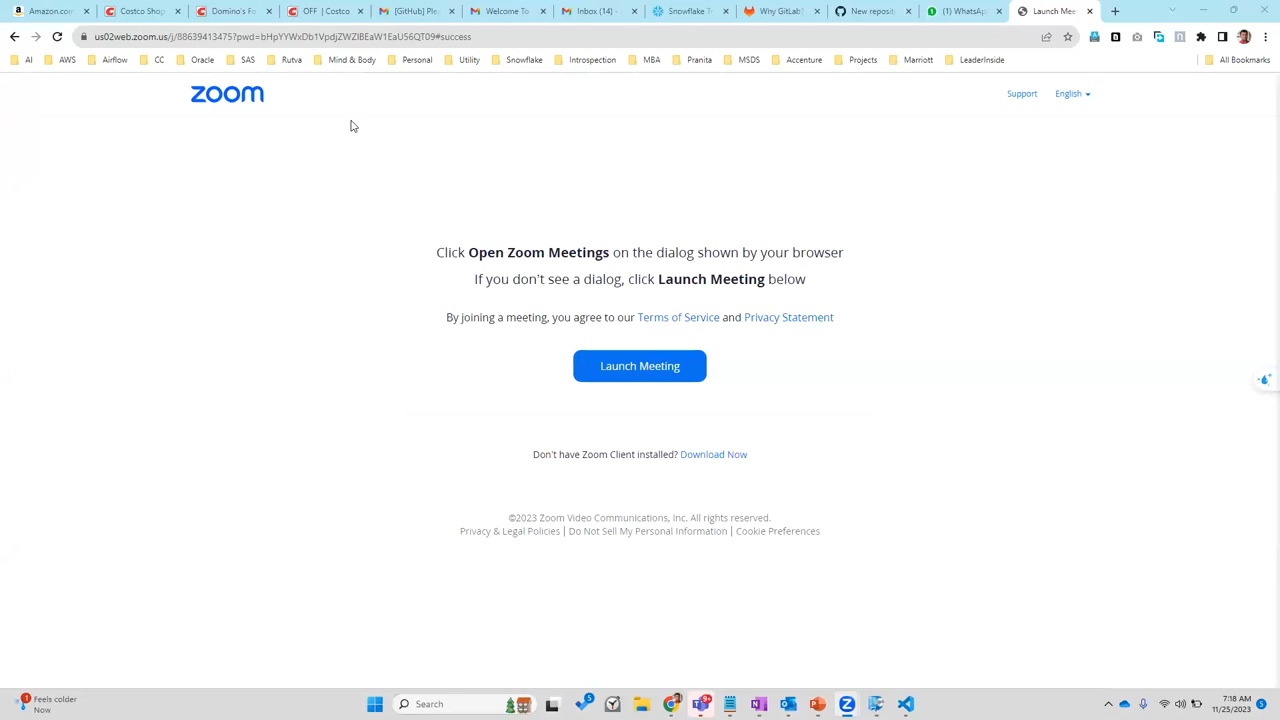 Amazon.com
Costco Shop
Domino's Fo
OFF | Costco
[GitHub] Ple
Welcome To
Inbox (14) -
Snowflake T
Why GitLab?
New reposit
(1) WhatsAp
Launch Mee
us02web.zoom.us/j/88639413475?pwd=bHpYYWxDb1VpdjZWZlBEaW1EaU56QT09#success
AI
AWS
Airflow
CC
Oracle
SAS
Rutva
Mind & Body
Personal
Utility
Snowflake
Introspection
MBA
Pranita
MSDS
Accenture
Projects
Marriott
LeaderInside
All Bookmarks
zoom
Support
English
Click Open Zoom Meetings on the dialog shown by your browser
If you don't see a dialog, click Launch Meeting below
By joining a meeting, you agree to our Terms of Service and Privacy Statement
Launch Meeting
Don't have Zoom Client installed? Download Now
©2023 Zoom Video Communications, Inc. All rights reserved.
Privacy & Legal Policies | Do Not Sell My Personal Information | Cookie Preferences
1
Feels colder
Now
Search
5
9+
7:18 AM
11/25/2023
5